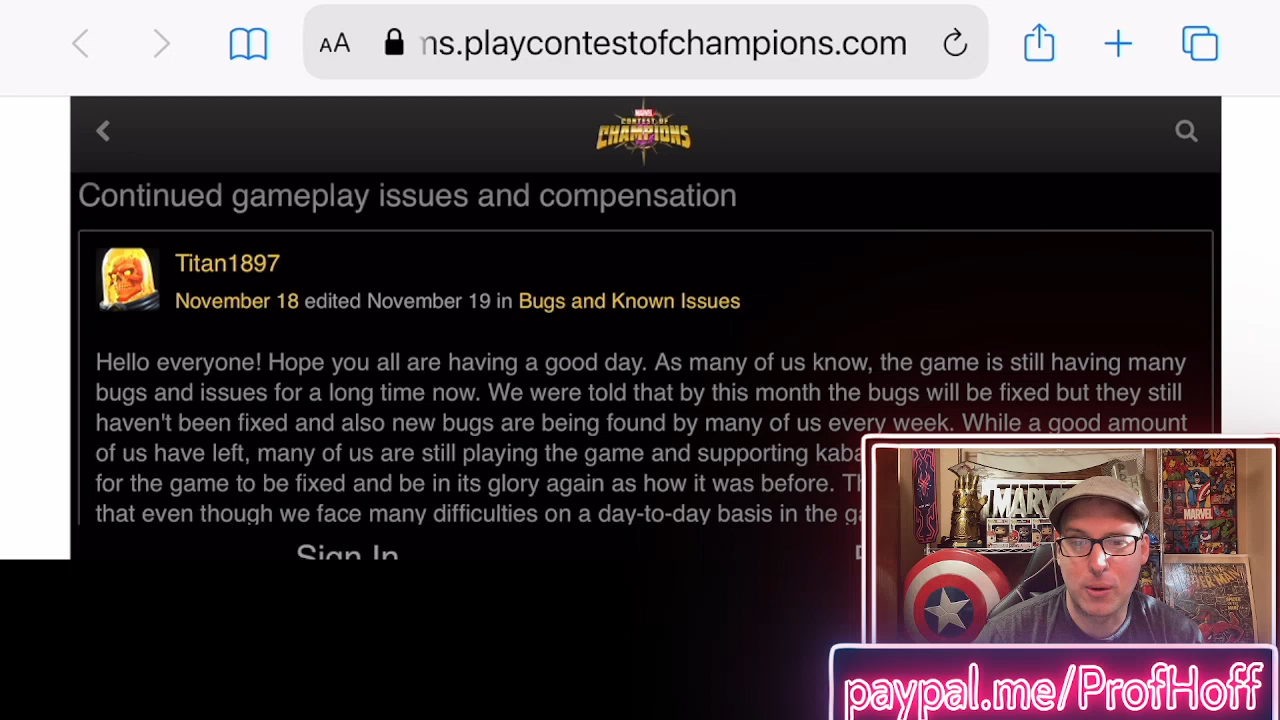 AA
ns.playcontestofchampions.com
MARVEL
CONTEST OF
CHAMPIONS
Continued gameplay issues and compensation
Titan1897
November 18 edited November 19 in Bugs and Known Issues
Hello everyone! Hope you all are having a good day. As many of us know, the game is still having many
bugs and issues for a long time now. We were told that by this month the bugs will be fixed but they still
haven't been fixed and also new bugs are being found by many of us every week. While a good amount
of us have left, many of us are still playing the game and supporting
for the game to be fixed and be in its glory again as how it was before.
that even though we face many difficulties on a day-to-day basis in the
Sign In
MARVEL
MARVEL
paypal.me/ProfHoff